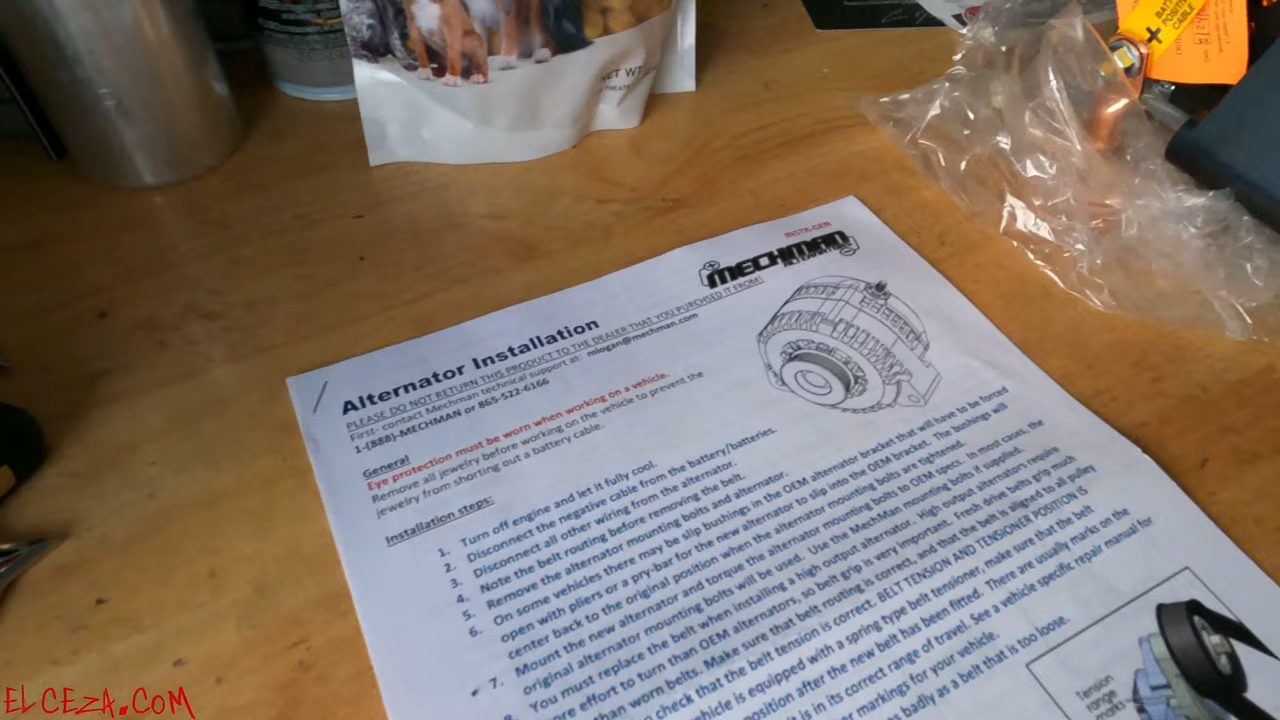 ET WT
TREATS
BATTERY
POSITIVE
CABLE
+
INSTR-GEN
MECHMAN
ALTERNATORS
Alternator Installation
PLEASE DO NOT RETURN THIS PRODUCT TO THE DEALER THAT YOU PURCHSED IT FROM!
First- contact Mechman technical support at: mlogan@mechman.com
1-(888)-MECHMAN or 865-522-6166
General
Eye protection must be worn when working on a vehicle.
Remove all jewelry before working on the vehicle to prevent the
jewelry from shorting out a battery cable.
Installation steps:
1. Turn off engine and let it fully cool.
2. Disconnect the negative cable from the battery/batteries.
3. Disconnect all other wiring from the alternator.
4. Note the belt routing before removing the belt.
5. Remove the alternator mounting bolts and alternator.
6. On some vehicles there may be slip bushings in the OEM alternator bracket that will have to be forced
open with pliers or a pry-bar for the new alternator to slip into the OEM bracket. The bushings will
center back to the original position when the alternator mounting bolts are tightened.
7. Mount the new alternator and torque the alternator mounting bolts to OEM specs. In most cases the
original alternator mounting bolts will be used. Use the MechMan mounting bolts if supplied.
8. You must replace the belt when installing a high output alternator. High output alternators require
more effort to turn than OEM alternators, so belt grip is very important. Fresh drive belts grip much
than worn belts. Make sure that belt routing is correct, and that the belt is aligned to all pulley
to check that the belt tension is correct. BELT TENSION AND TENSIONER POSITION IS
vehicle is equipped with a spring type belt tensioner, make sure that the belt
position after the new belt has been fitted. There are usually marks on the
it is in its correct range of travel. See a vehicle specific repair manual for
or markings for your vehicle.
as badly as a belt that is too loose.
Tension
range
ELCEZA.COM